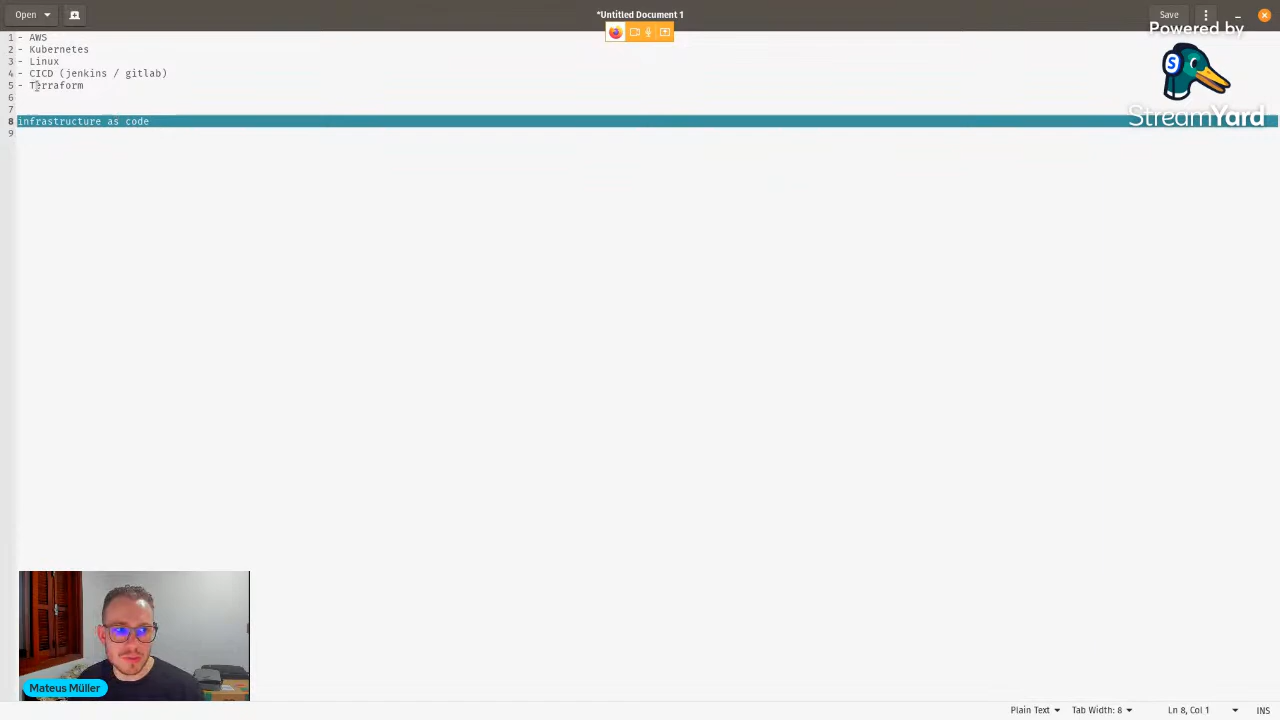 Open
*Untitled Document 1
Save
Powered by
StreamYard
1 - AWS
2 - Kubernetes
3 - Linux
4 - CICD (jenkins / gitlab)
5 - Terraform
6
7
8 infrastructure as code
9
Mateus Müller
Plain Text
Tab Width: 8
Ln 8, Col 1
INS